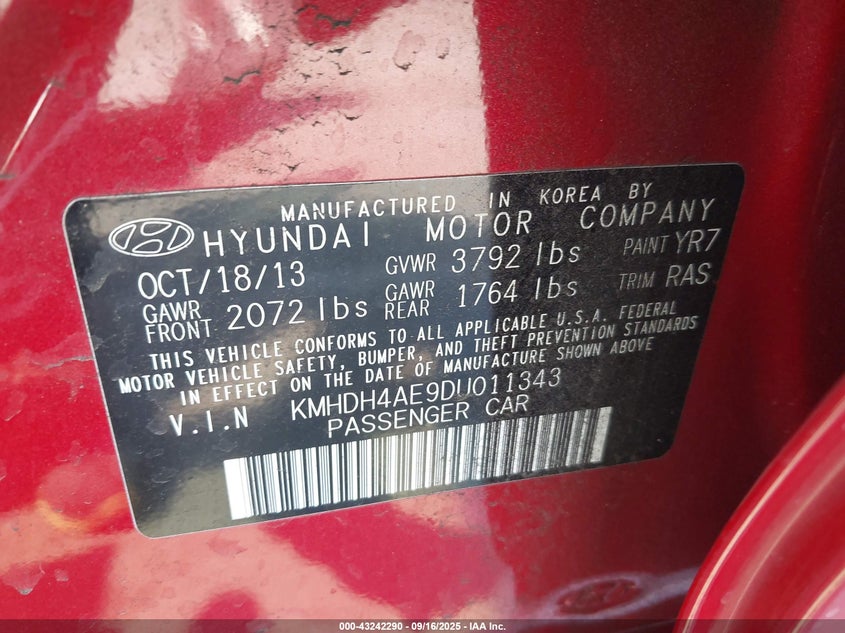 MANUFACTURED IN KOREA BY
HYUNDAI MOTOR COMPANY
OCT/18/13 GVWR 3792 lbs PAINT YR7
GAWR FRONT 2072 lbs GAWR REAR 1764 lbs TRIM RAS
THIS VEHICLE CONFORMS TO ALL APPLICABLE U.S.A. FEDERAL
MOTOR VEHICLE SAFETY, BUMPER, AND THEFT PREVENTION STANDARDS
IN EFFECT ON THE DATE OF MANUFACTURE SHOWN ABOVE
V.I.N KMHDH4AE9DU011343
PASSENGER CAR
000-43242290 - 09/16/2025 - IAA Inc.